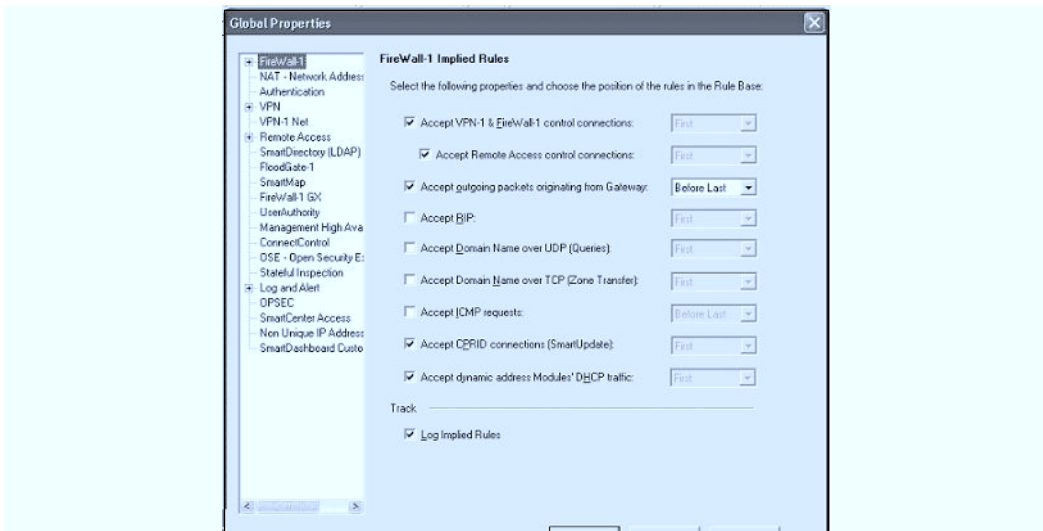 Global Properties
FireWall-1
NAT - Network Address
Authentication
VPN
VPN-1 Net
Remote Access
SmartDirectory (LDAP)
FloodGate-1
SmartMap
FireWall-1 GX
UserAuthority
Management High Ava
ConnectControl
OSE - Open Security E
Stateful Inspection
Log and Alert
OPSEC
SmartCenter Access
Non Unique IP Address
SmartDashboard Custo
FireWall-1 Implied Rules
Select the following properties and choose the position of the rules in the Rule Base:
Accept VPN-1 & FireWall-1 control connections: First
Accept Remote Access control connections: First
Accept outgoing packets originating from Gateway: Before Last
Accept RIP: First
Accept Domain Name over UDP (Queries): First
Accept Domain Name over TCP (Zone Transfer): First
Accept ICMP requests: Before Last
Accept CPRID connections (SmartUpdate): First
Accept dynamic address Modules' DHCP traffic: First
Track
Log Implied Rules